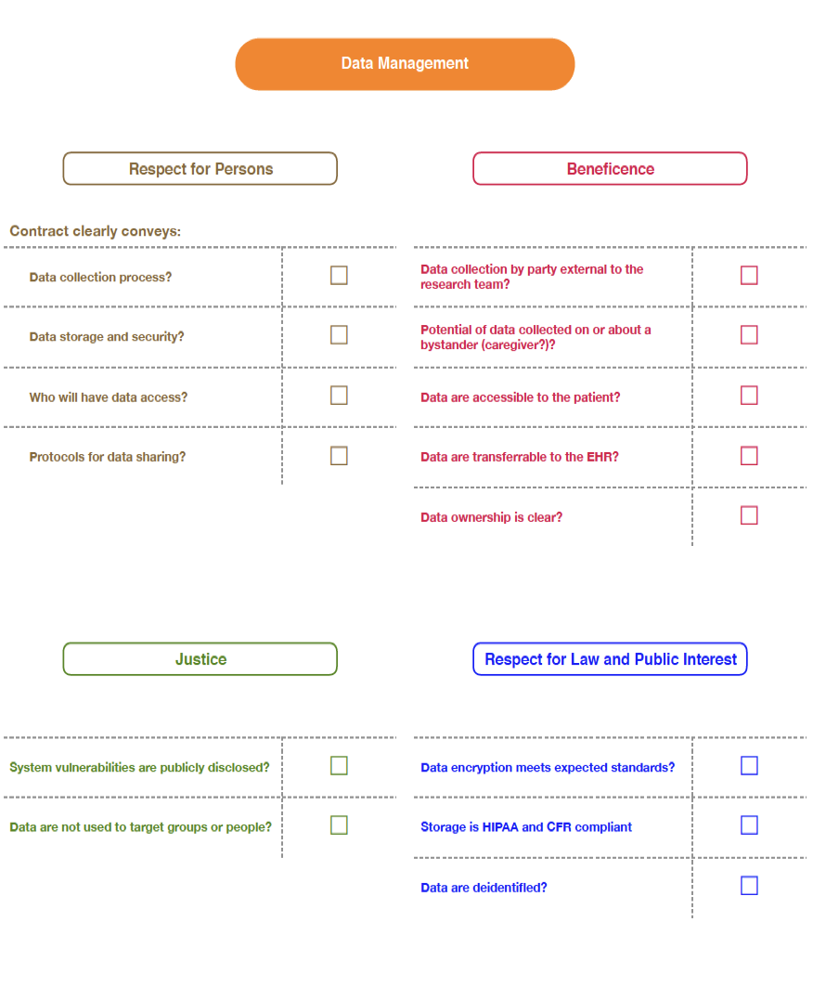 Data Management
Respect for Persons
Contract clearly conveys:
Data collection process?
Data storage and security?
Who will have data access?
Protocols for data sharing?
Beneficence
Data collection by party external to the
research team?
Potential of data collected on or about a
bystander (caregiver?)?
Data are accessible to the patient?
Data are transferrable to the EHR?
Data ownership is clear?
Justice
System vulnerabilities are publicly disclosed?
Data are not used to target groups or people?
Respect for Law and Public Interest
Data encryption meets expected standards?
Storage is HIPAA and CFR compliant
Data are deidentified?